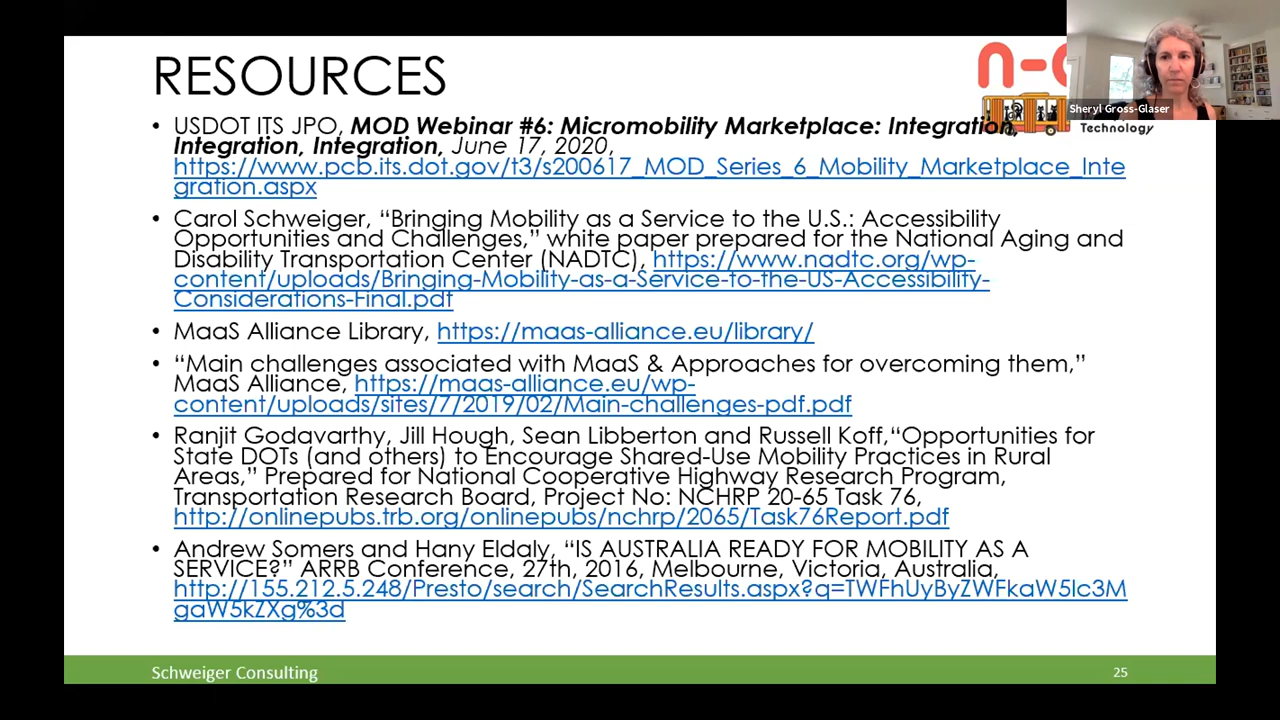 RESOURCES
n-c
Sheryl Gross-Glaser
Technology
• USDOT ITS JPO, MOD Webinar #6: Micromobility Marketplace: Integration,
Integration, Integration, June 17, 2020,
https://www.pcb.its.dot.gov/t3/s200617_MOD_Series_6_Mobility_Marketplace_Inte
gration.aspx
• Carol Schweiger, “Bringing Mobility as a Service to the U.S.: Accessibility
Opportunities and Challenges,” white paper prepared for the National Aging and
Disability Transportation Center (NADTC), https://www.nadtc.org/wp-
content/uploads/Bringing-Mobility-as-a-Service-to-the-US-Accessibility-
Considerations-Final.pdf
• MaaS Alliance Library, https://maas-alliance.eu/library/
• “Main challenges associated with MaaS & Approaches for overcoming them,”
MaaS Alliance, https://maas-alliance.eu/wp-
content/uploads/sites/7/2019/02/Main-challenges-pdf.pdf
• Ranjit Godavarthy, Jill Hough, Sean Libberton and Russell Koff,“Opportunities for
State DOTs (and others) to Encourage Shared-Use Mobility Practices in Rural
Areas,” Prepared for National Cooperative Highway Research Program,
Transportation Research Board, Project No: NCHRP 20-65 Task 76,
http://onlinepubs.trb.org/onlinepubs/nchrp/2065/Task76Report.pdf
• Andrew Somers and Hany Eldaly, “IS AUSTRALIA READY FOR MOBILITY AS A
SERVICE?” ARRB Conference, 27th, 2016, Melbourne, Victoria, Australia,
http://155.212.5.248/Presto/search/SearchResults.aspx?q=TWFhUyByZWFkaW5lc3M
gaW5kZXg%3d
Schweiger Consulting
25